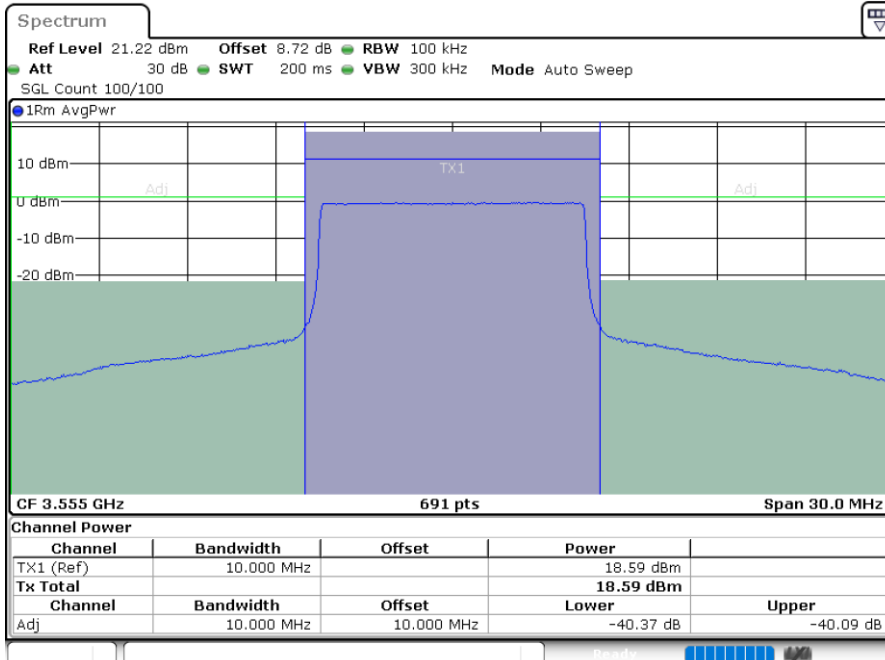 Spectrum
Ref Level 21.22 dBm Offset 8.72 dB RBW 100 kHz
Att 30 dB SWT 200 ms VBW 300 kHz Mode Auto Sweep
SGL Count 100/100
1Rm AvgPwr
10 dBm
TX1
Adj Adj
0 dBm
-10 dBm
-20 dBm
CF 3.555 GHz 691 pts Span 30.0 MHz
Channel Power
Channel Bandwidth Offset Power
TX1 (Ref) 10.000 MHz 18.59 dBm
Tx Total 18.59 dBm
Channel Bandwidth Offset Lower Upper
Adj 10.000 MHz 10.000 MHz -40.37 dB -40.09 dB
Ready